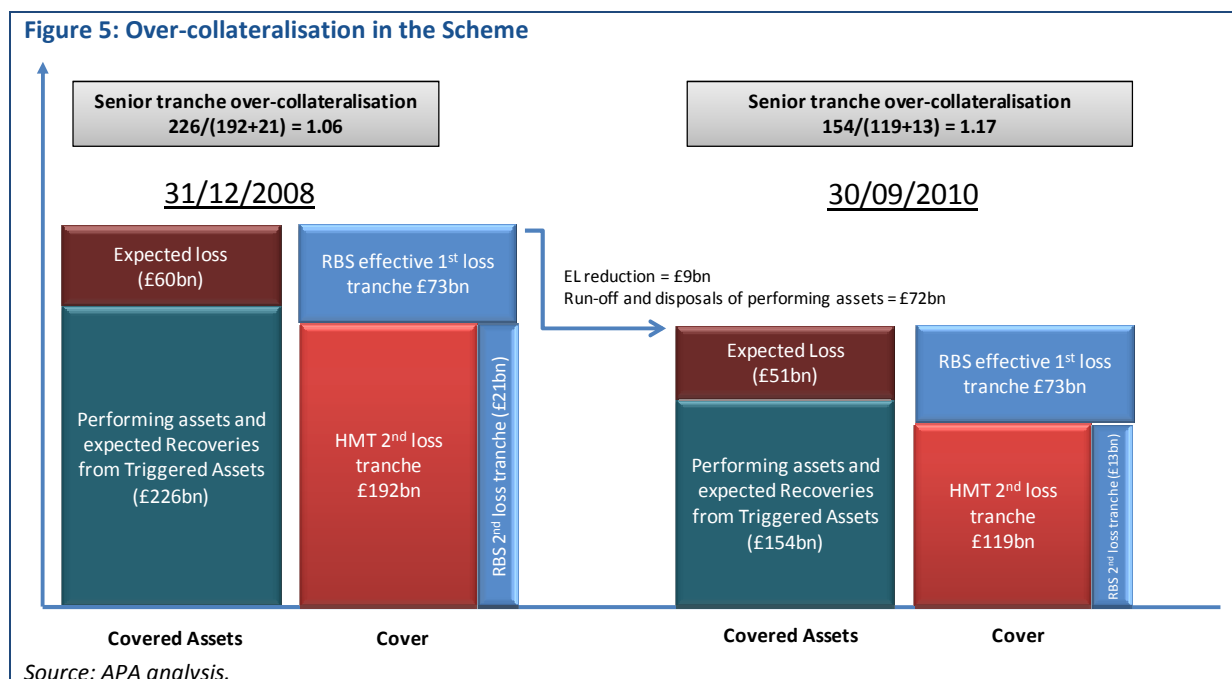 Figure 5: Over-collateralisation in the Scheme
Senior tranche over-collateralisation
226/(192+21) = 1.06
Senior tranche over-collateralisation
154/(119+13) = 1.17
31/12/2008
30/09/2010
Expected loss
(£60bn)
RBS effective 1st loss
tranche £73bn
EL reduction = £9bn
Run-off and disposals of performing assets = £72bn
Performing assets and
expected Recoveries
from Triggered Assets
(£226bn)
HMT 2nd loss
tranche
£192bn
RBS 2nd loss tranche (£21bn)
Expected Loss
(£51bn)
RBS effective 1st loss
tranche £73bn
Performing assets and
expected Recoveries
from Triggered Assets
(£154bn)
HMT 2nd loss
tranche
£119bn
RBS 2nd loss tranche (£13bn)
Covered Assets
Cover
Covered Assets
Cover
Source: APA analysis.